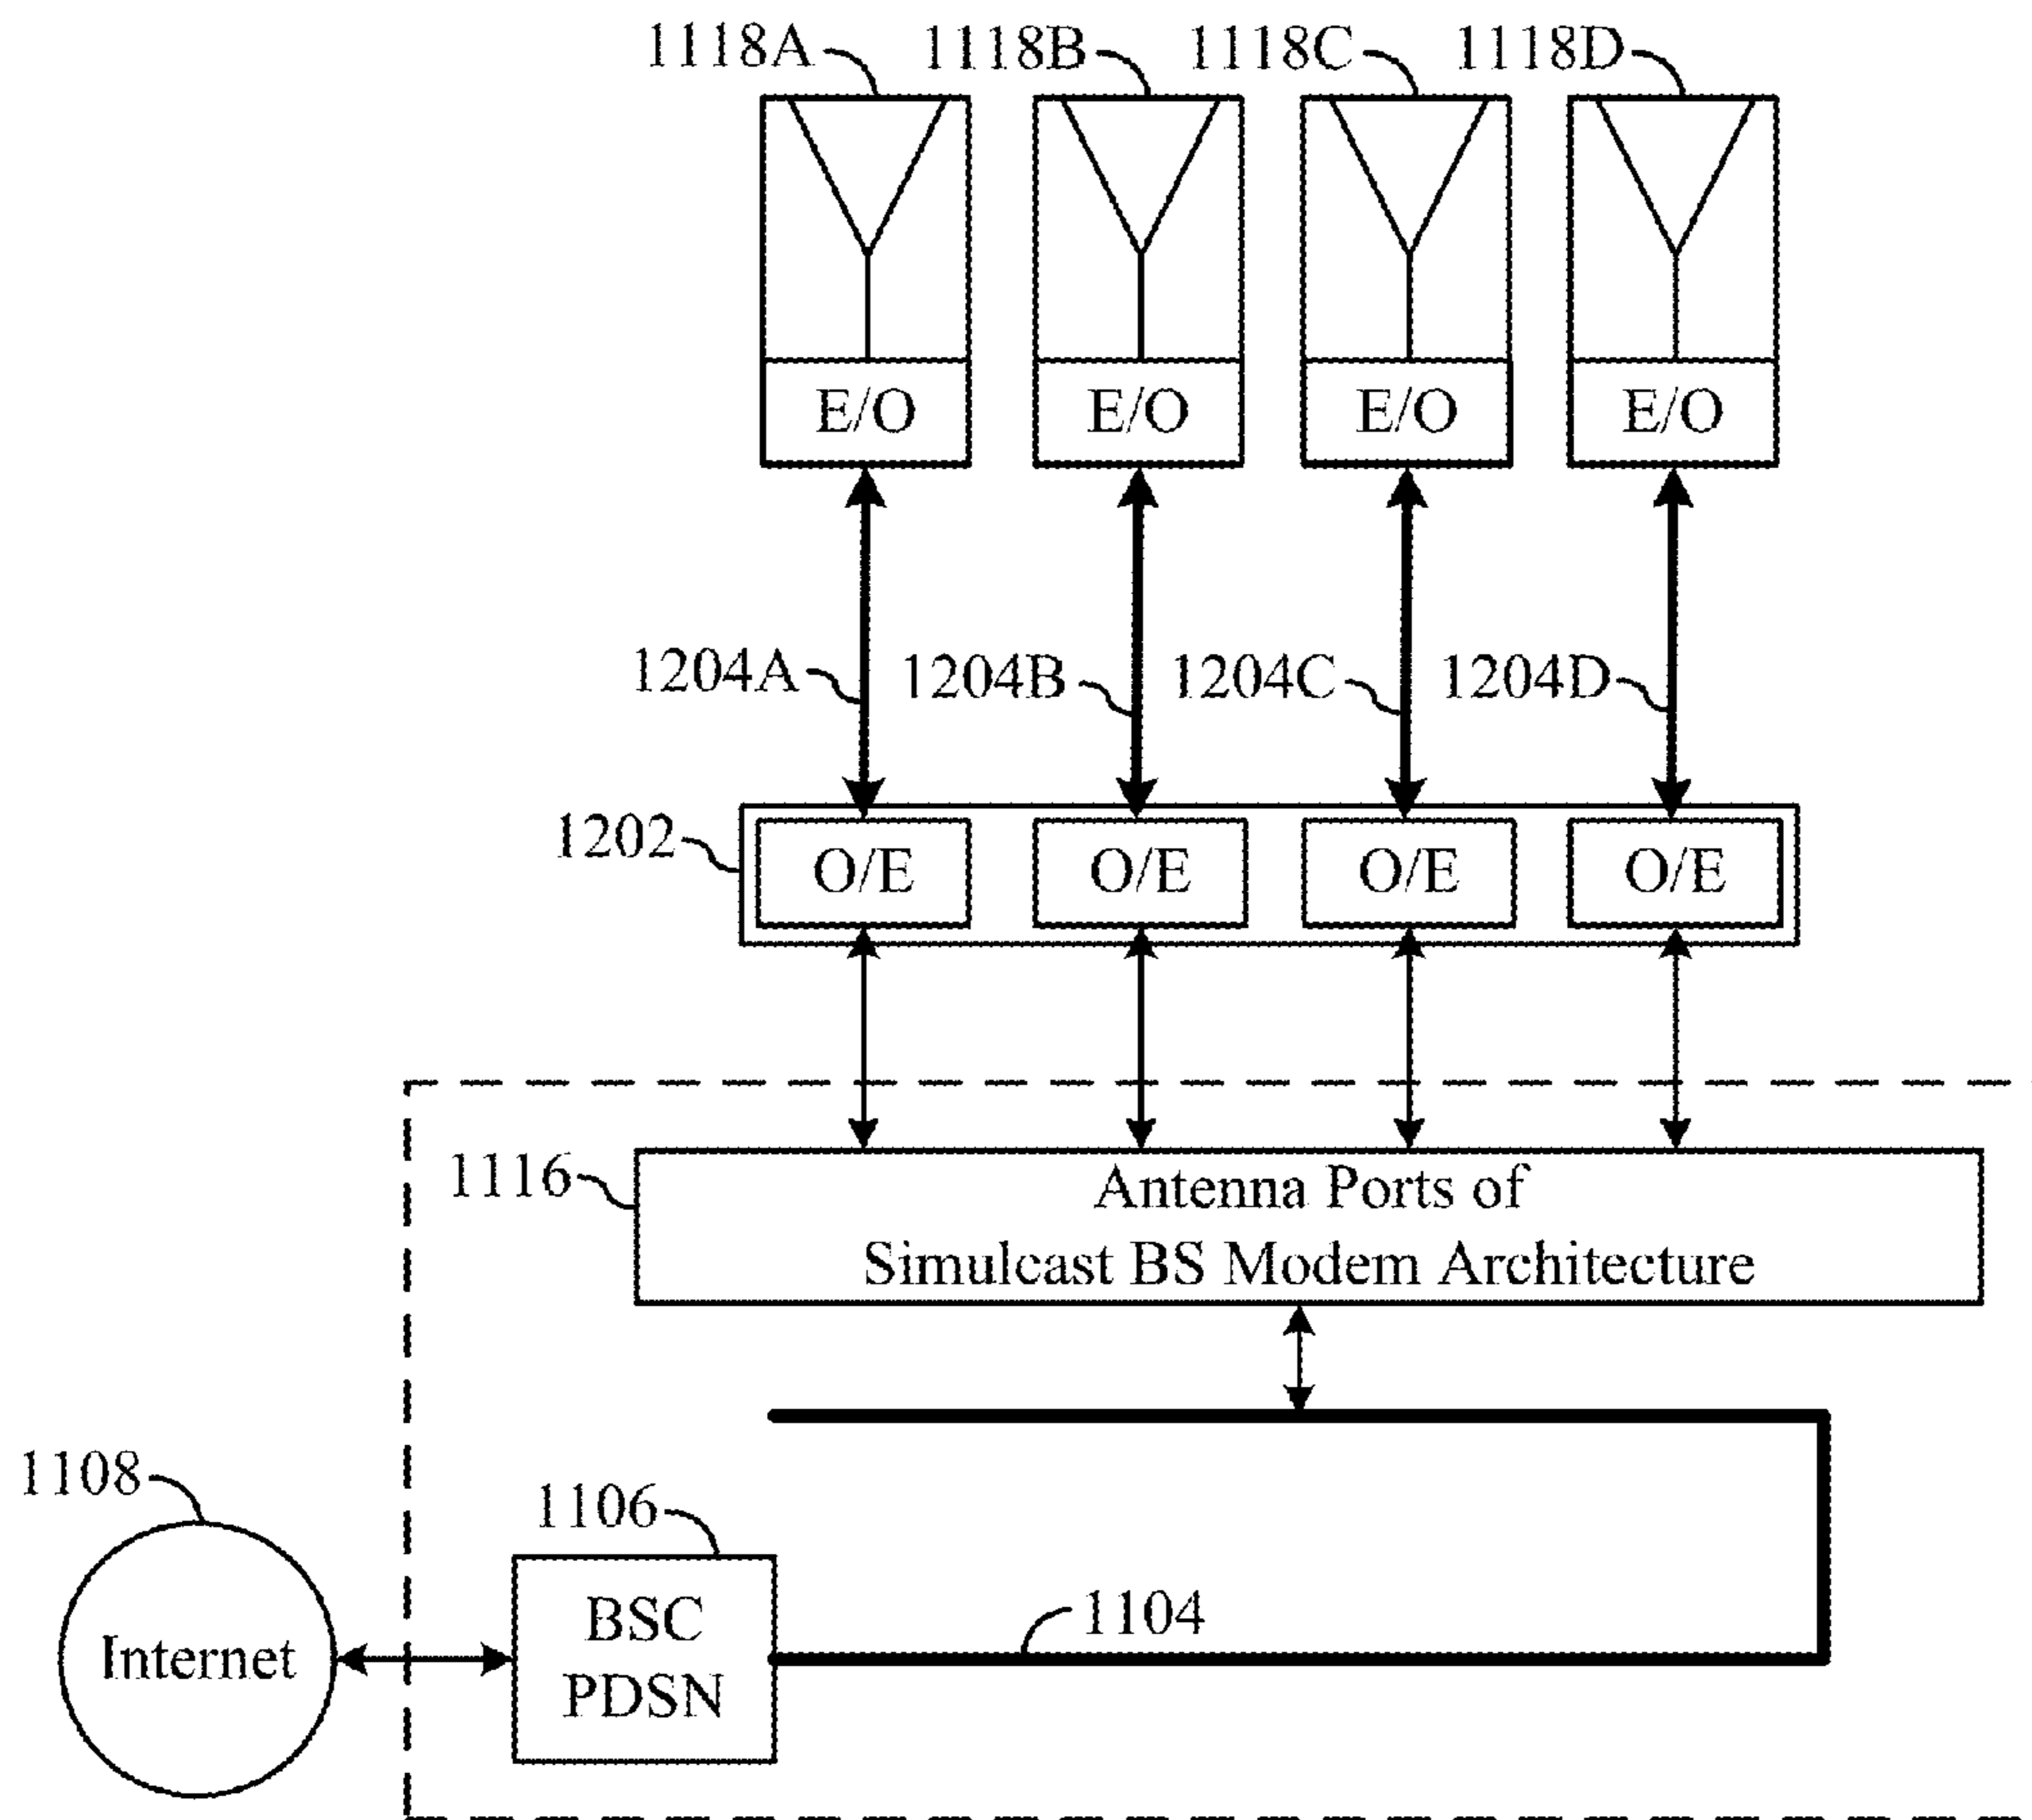 1118A 1118B 1118C 1118D
E/O E/O E/O E/O
1204A 1204B 1204C 1204D
1202
O/E O/E O/E O/E
1116
Antenna Ports of
Simulcast BS Modem Architecture
1108
1106
BSC
PDSN
1104
Internet